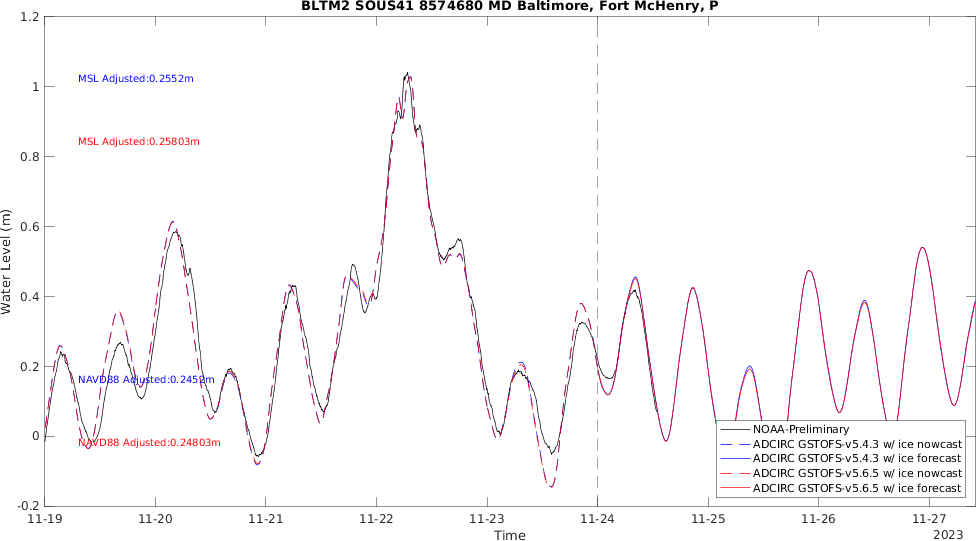 BLTM2 SOUS41 8574680 MD Baltimore, Fort McHenry, P
1.2
1
0.8
0.6
0.4
0.2
0
-0.2
Water Level (m)
MSL Adjusted:0.2552m
MSL Adjusted:0.25803m
NAVD88 Adjusted:0.2452m
NAVD88 Adjusted:0.24803m
NOAA-Preliminary
ADCIRC GSTOFS-v5.4.3 w/ ice nowcast
ADCIRC GSTOFS-v5.4.3 w/ ice forecast
ADCIRC GSTOFS-v5.6.5 w/ ice nowcast
ADCIRC GSTOFS-v5.6.5 w/ ice forecast
11-19 11-20 11-21 11-22 11-23 11-24 11-25 11-26 11-27
Time
2023